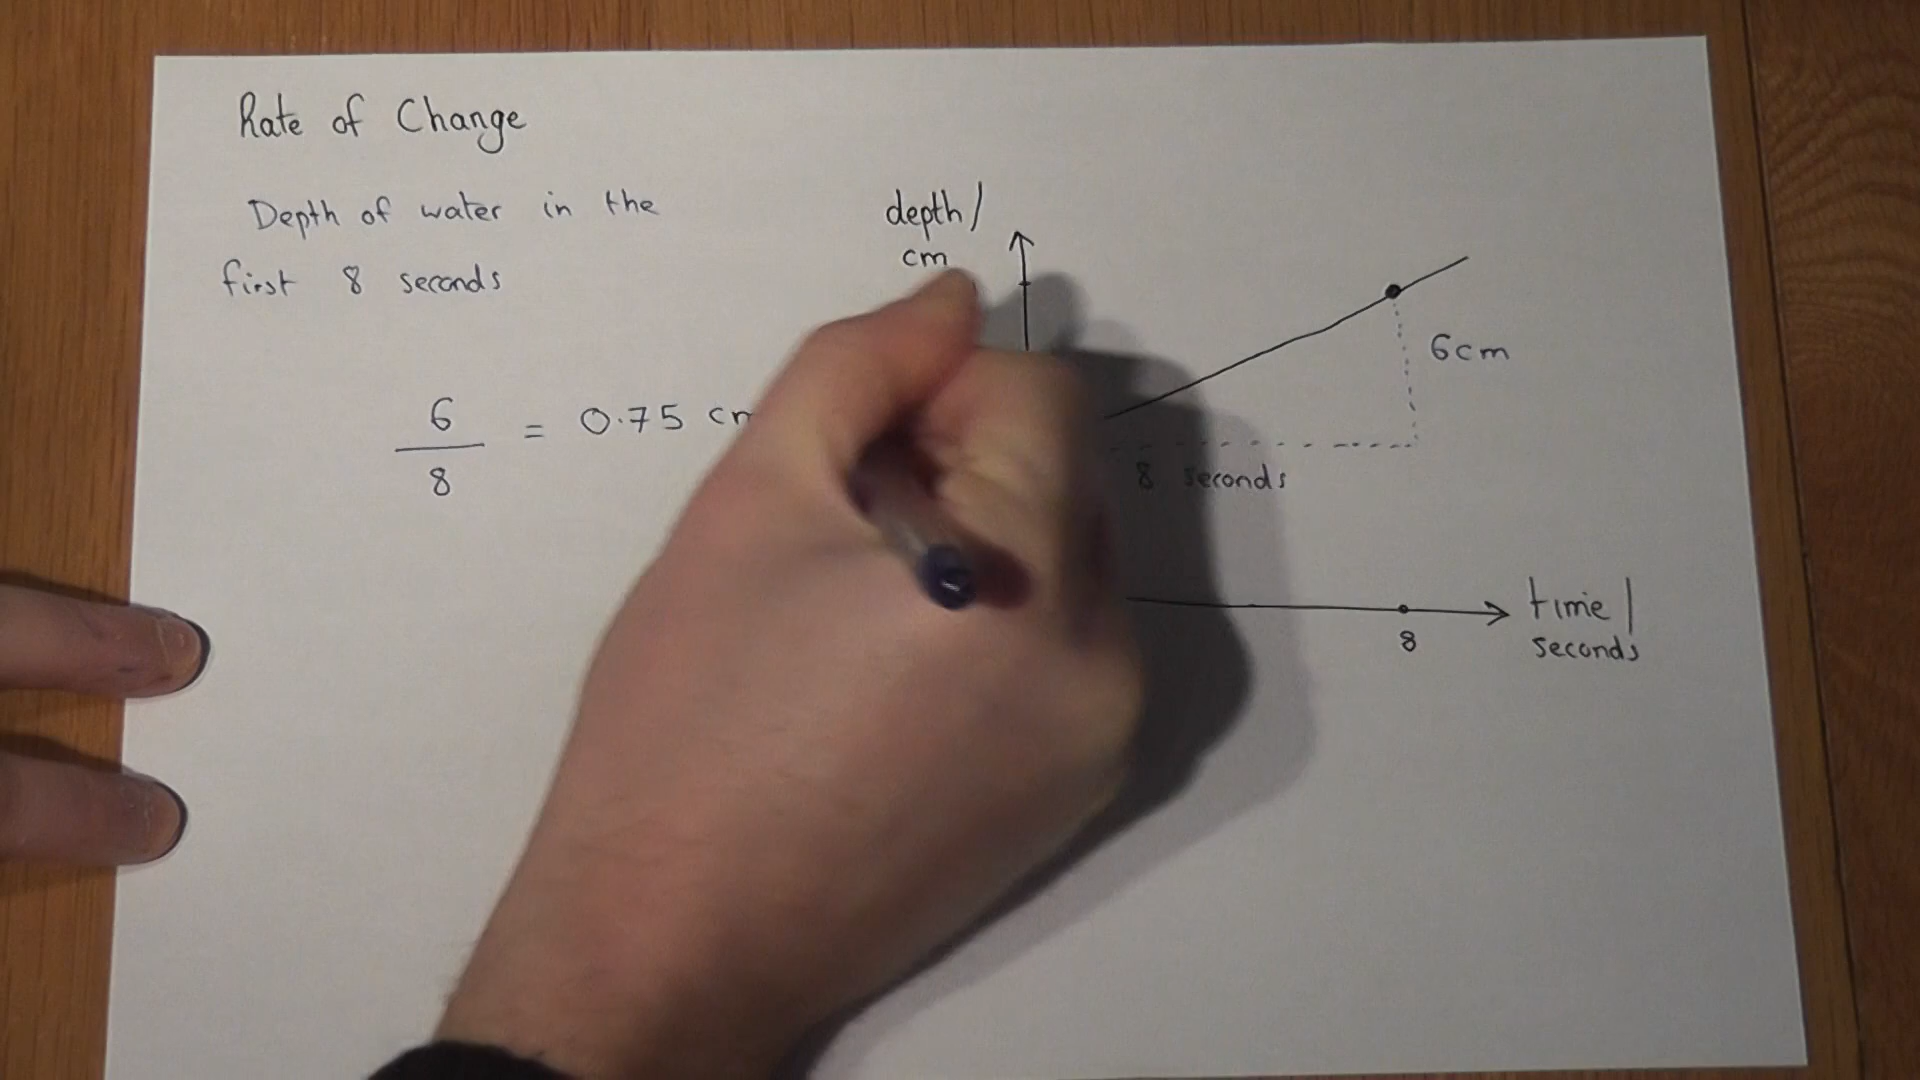 Rate of Change
Depth of water in the
first 8 seconds
6
8
= 0.75
depth/
cm
6cm
8 seconds
8
time/
seconds